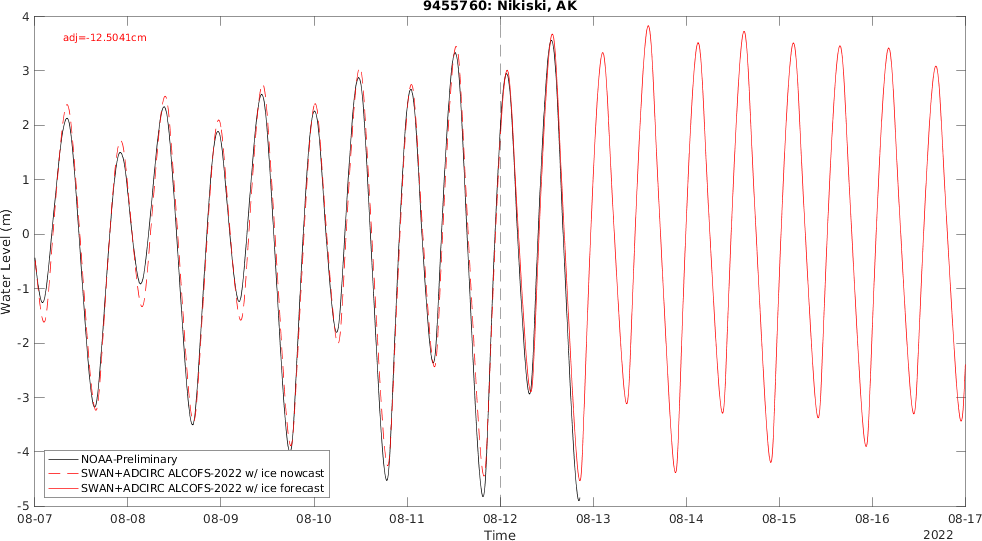 9455760: Nikiski, AK
adj=-12.5041cm
4
3
2
1
0
-1
-2
-3
-4
-5
Water Level (m)
NOAA-Preliminary
SWAN+ADCIRC ALCOFS-2022 w/ ice nowcast
SWAN+ADCIRC ALCOFS-2022 w/ ice forecast
08-07 08-08 08-09 08-10 08-11 08-12 08-13 08-14 08-15 08-16 08-17
Time
2022